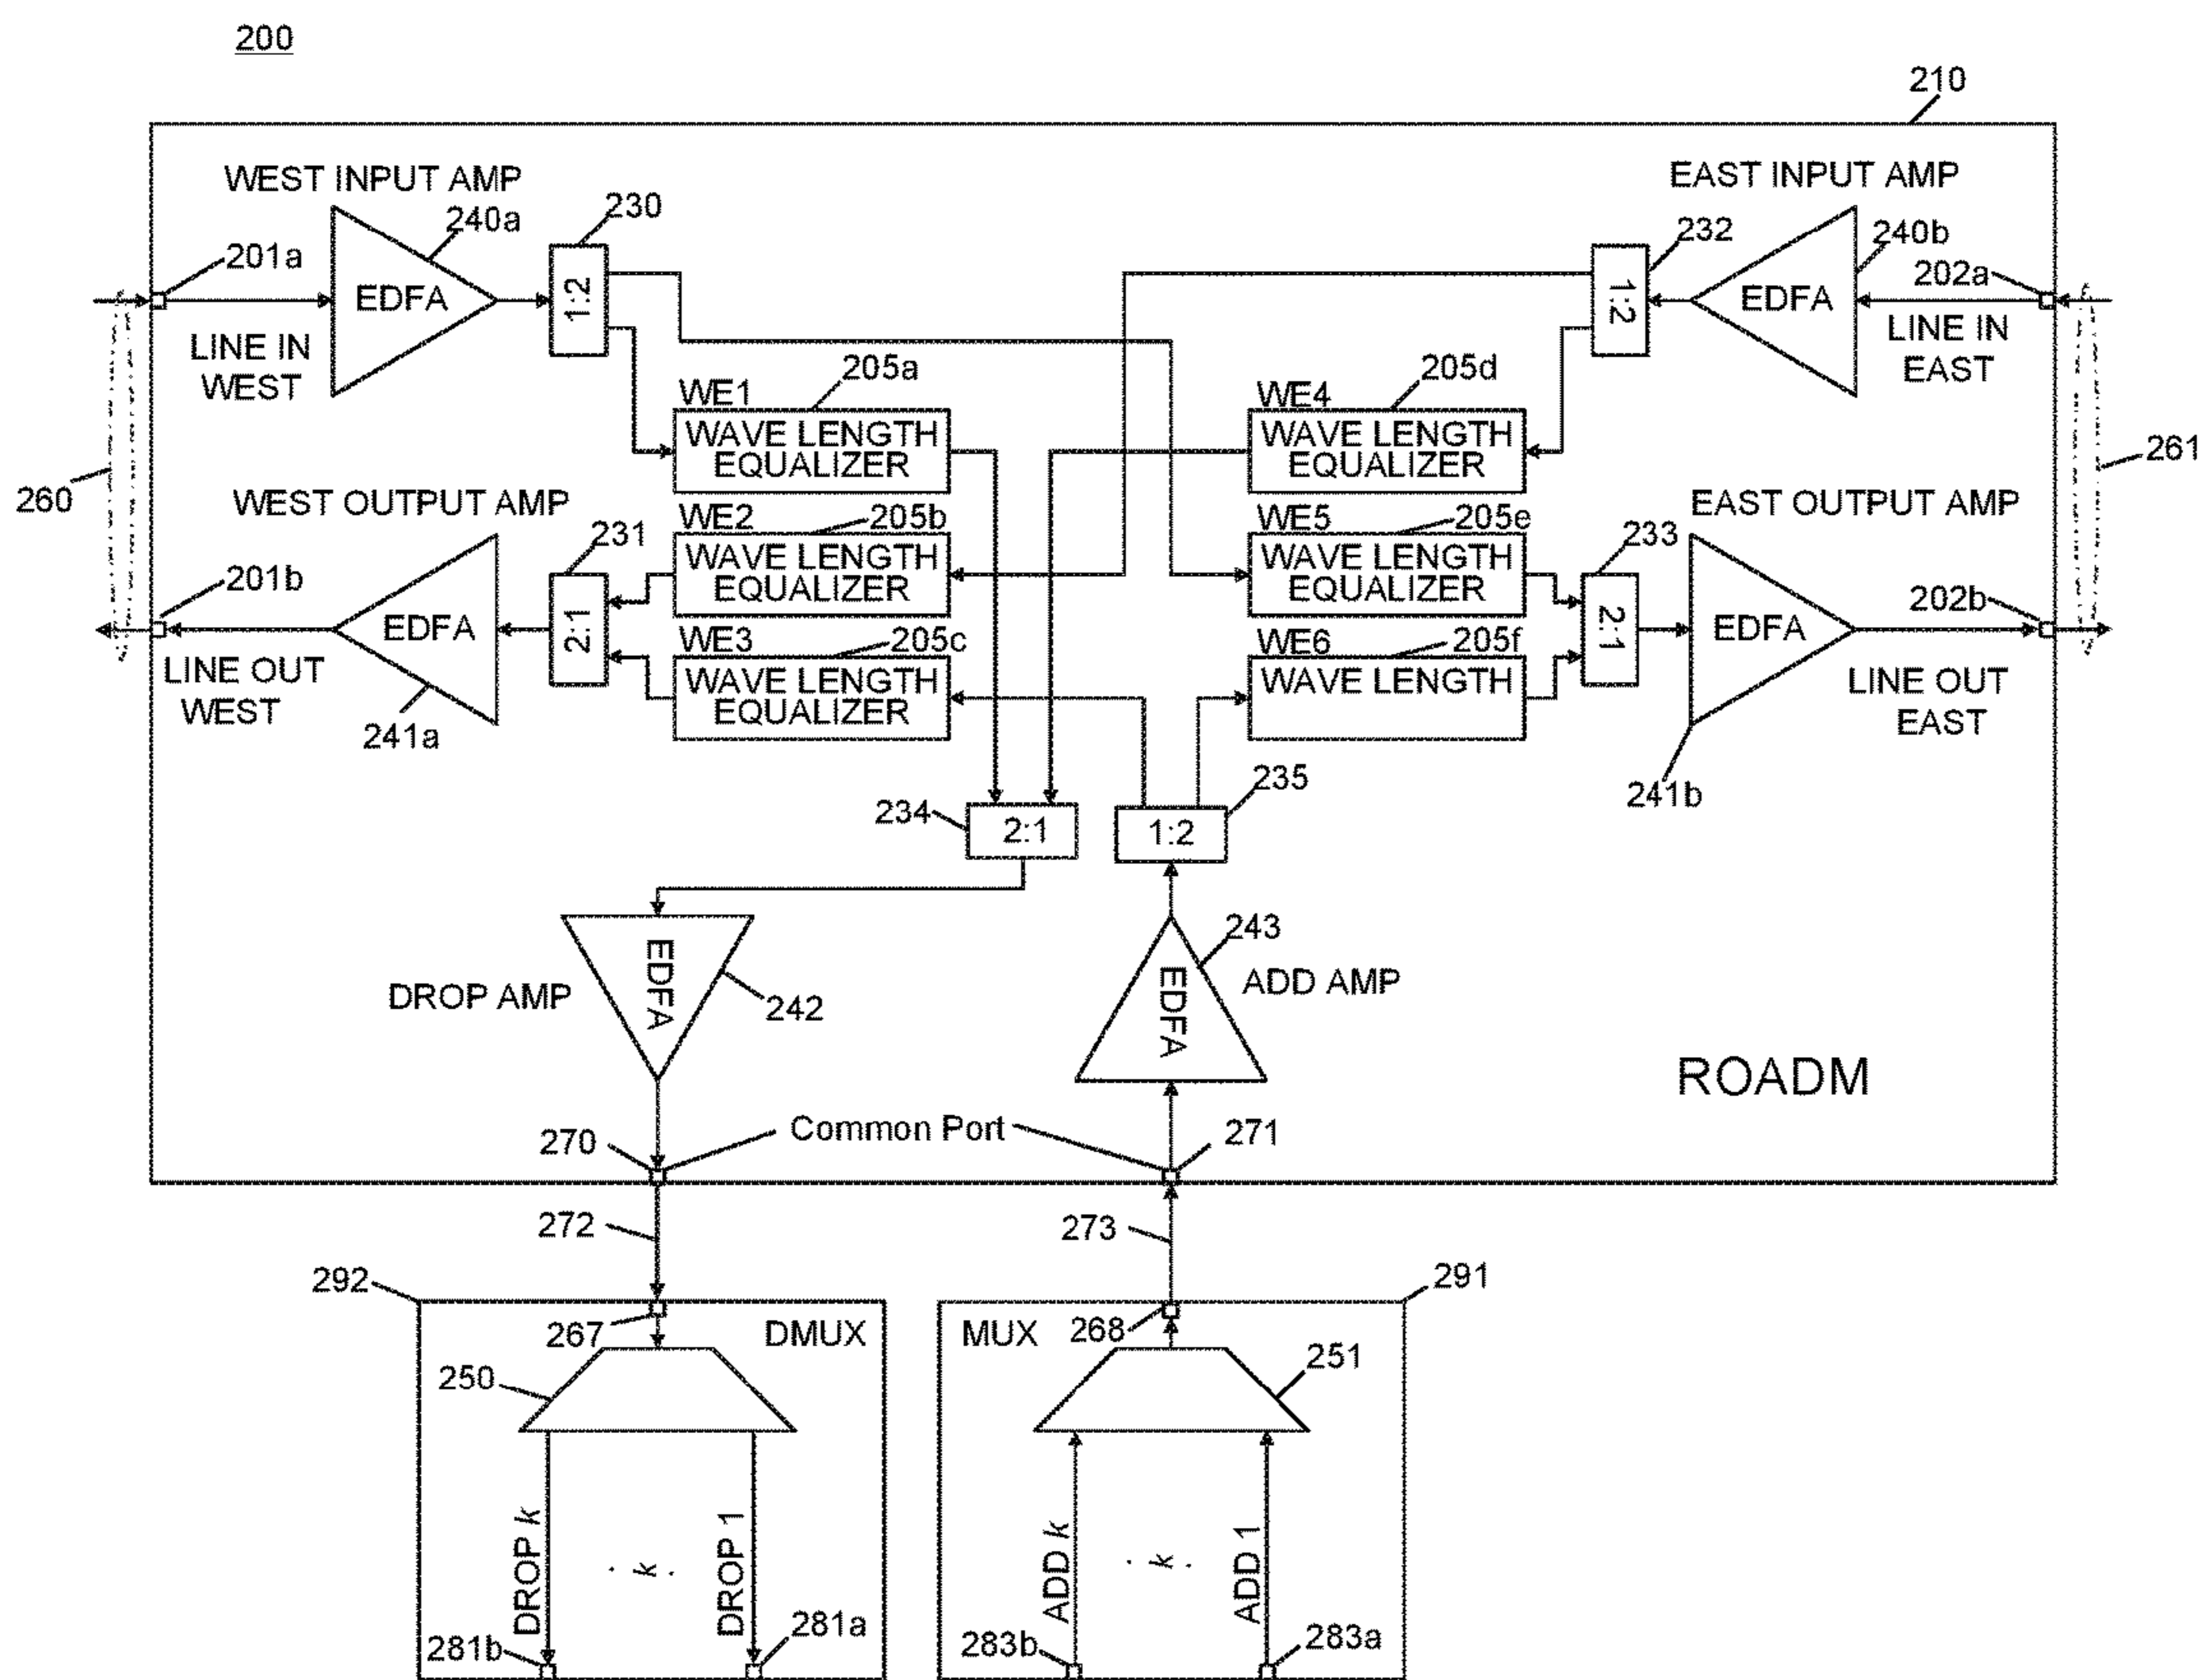 200
210
WEST INPUT AMP
240a
230
EAST INPUT AMP
232
240b
201a
EDFA
1:2
1:2
EDFA
202a
LINE IN
WEST
LINE IN
EAST
WE1
205a
WAVE LENGTH
EQUALIZER
WE4
205d
WAVE LENGTH
EQUALIZER
260
261
WEST OUTPUT AMP
231
WE2
205b
WAVE LENGTH
EQUALIZER
WE5
205e
WAVE LENGTH
EQUALIZER
EAST OUTPUT AMP
233
201b
EDFA
2:1
2:1
EDFA
202b
LINE OUT
WEST
241a
WE3
205c
WAVE LENGTH
EQUALIZER
WE6
205f
WAVE LENGTH
LINE OUT
EAST
241b
234
2:1
1:2
235
DROP AMP
EDFA
242
EDFA
243
ADD AMP
ROADM
270
Common Port
271
272
273
292
291
267
DMUX
MUX
268
250
251
DROP k
. k .
DROP 1
ADD k
. k .
ADD 1
281b
281a
283b
283a